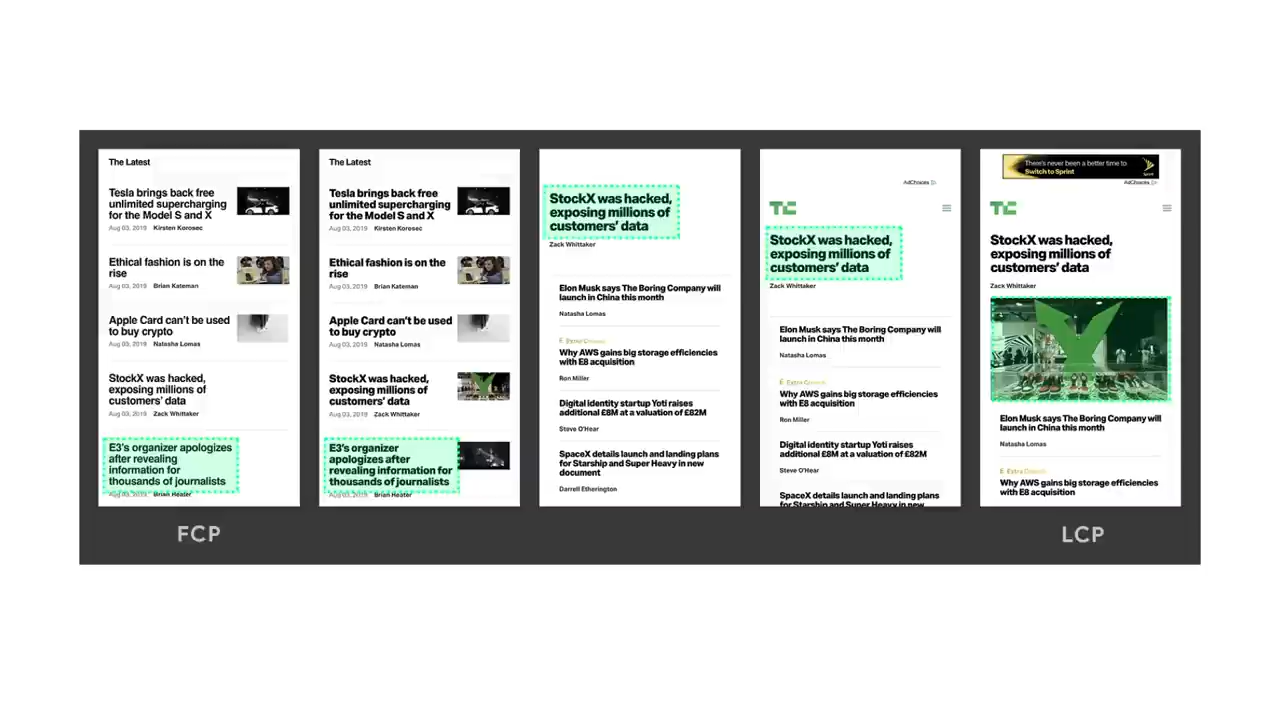 The Latest
Tesla brings back free
unlimited supercharging
for the Model S and X
Aug 03, 2019 Kirsten Korosec
Ethical fashion is on the
rise
Aug 03, 2019 Brian Kateman
Apple Card can't be used
to buy crypto
Aug 03, 2019 Natasha Lomas
StockX was hacked,
exposing millions of
customers' data
Aug 03, 2019 Zack Whittaker
E3's organizer apologizes
after revealing
information for
thousands of journalists
Aug 03, 2019 Brian Heater
FCP
The Latest
Tesla brings back free
unlimited supercharging
for the Model S and X
Aug 03, 2019 Kirsten Korosec
Ethical fashion is on the
rise
Aug 03, 2019 Brian Kateman
Apple Card can't be used
to buy crypto
Aug 03, 2019 Natasha Lomas
StockX was hacked,
exposing millions of
customers' data
Aug 03, 2019 Zack Whittaker
E3's organizer
apologizes after
revealing information for
thousands of journalists
Aug 03, 2019 Brian Heater
StockX was hacked,
exposing millions of
customers' data
Zack Whittaker
Elon Musk says The Boring Company will
launch in China this month
Natasha Lomas
Extra Crunch
Why AWS gains big storage efficiencies
with E8 acquisition
Ron Miller
Digital identity startup Yoti raises
additional £8M at a valuation of £82M
Steve O'Hear
SpaceX details launch and landing plans
for Starship and Super Heavy in new
document
Darrell Etherington
AdChoices
TC
StockX was hacked,
exposing millions of
customers' data
Zack Whittaker
Elon Musk says The Boring Company will
launch in China this month
Natasha Lomas
Extra Crunch
Why AWS gains big storage efficiencies
with E8 acquisition
Ron Miller
Digital identity startup Yoti raises
additional £8M at a valuation of £82M
Steve O'Hear
SpaceX details launch and landing plans
for Starship and Super Heavy in new
There's never been a better time to
Switch to Sprint
Sprint
AdChoices
TC
StockX was hacked,
exposing millions of
customers' data
Zack Whittaker
Elon Musk says The Boring Company will
launch in China this month
Natasha Lomas
Extra Crunch
Why AWS gains big storage efficiencies
with E8 acquisition
LCP